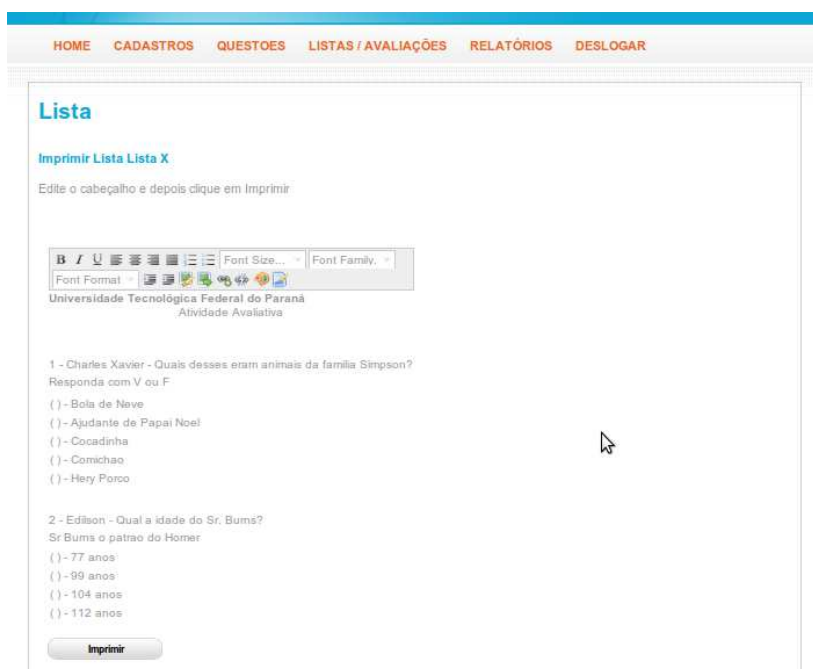 HOME CADASTROS QUESTOES LISTAS / AVALIAÇÕES RELATÓRIOS DESLOGAR
Lista
Imprimir Lista Lista X
Edite o cabeçalho e depois clique em Imprimir
B I U Font Size... Font Family.
Font Format
Universidade Tecnológica Federal do Paraná
Atividade Avaliativa
1 - Charles Xavier - Quais desses eram animais da familia Simpson?
Responda com V ou F
( ) - Bola de Neve
( ) - Ajudante de Papai Noel
( ) - Cocadinha
( ) - Comichao
( ) - Hery Porco
2 - Edilson - Qual a idade do Sr. Burns?
Sr Burns o patrao do Homer
( ) - 77 anos
( ) - 99 anos
( ) - 104 anos
( ) - 112 anos
Imprimir